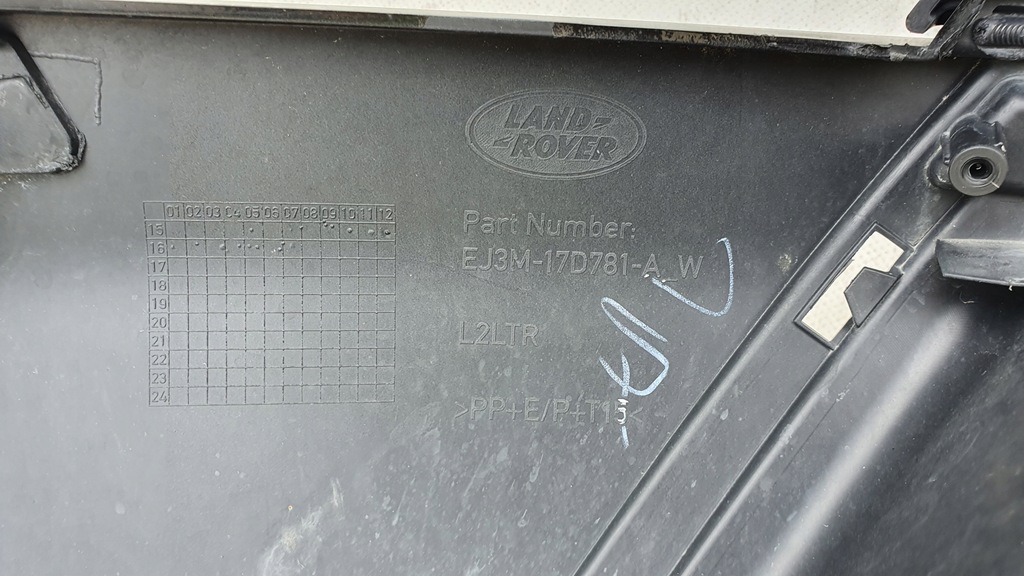 LAND
ROVER
Part Number:
EJ3M-17D781-A W
L2LTR
>PP+E/P+T15<
01 02 03 04 05 06 07 08 09 10 11 12
15
16
17
18
19
20
21
22
23
24